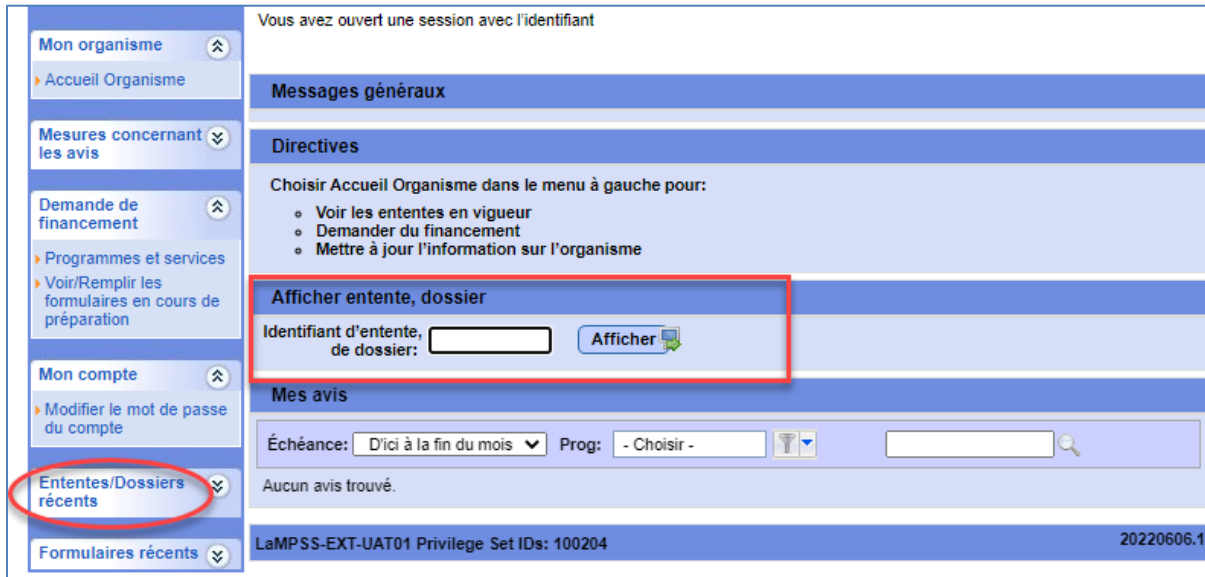 Vous avez ouvert une session avec l'identifiant
Mon organisme
Accueil Organisme
Mesures concernant
les avis
Demande de
financement
Programmes et services
Voir/Remplir les
formulaires en cours de
préparation
Mon compte
Modifier le mot de passe
du compte
Ententes/Dossiers
récents
Formulaires récents
Messages généraux
Directives
Choisir Accueil Organisme dans le menu à gauche pour:
Voir les ententes en vigueur
Demander du financement
Mettre à jour l'information sur l'organisme
Afficher entente, dossier
Identifiant d'entente,
de dossier:
Afficher
Mes avis
Échéance: D'ici à la fin du mois Prog: - Choisir -
Aucun avis trouvé.
LaMPSS-EXT-UAT01 Privilege Set IDs: 100204 20220606.1